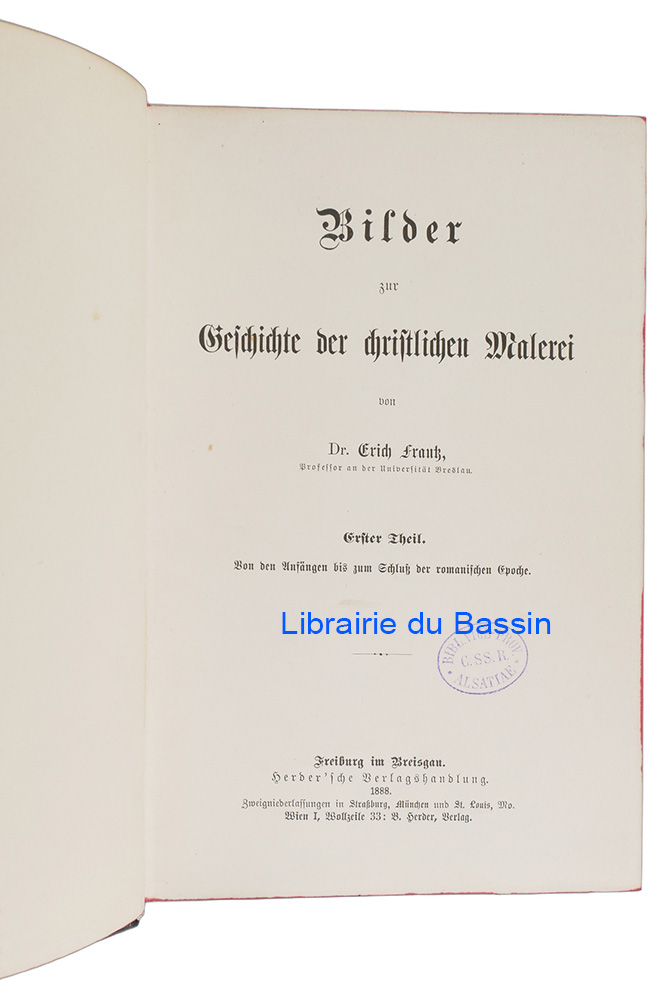 Bilder
zur
Geschichte der christlichen Malerei
von
Dr. Erich Frantz,
Professor an der Universität Breslau.
Erster Theil.
Von den Anfängen bis zum Schluß der romanischen Epoche.
Librairie du Bassin
PROV.
C.SS.R.
ALSATIAE
Freiburg im Breisgau.
Herder'sche Verlagshandlung.
1888.
Zweigniederlassungen in Straßburg, München und St. Louis, Mo.
Wien I, Wollzeile 33: B. Herder, Verlag.